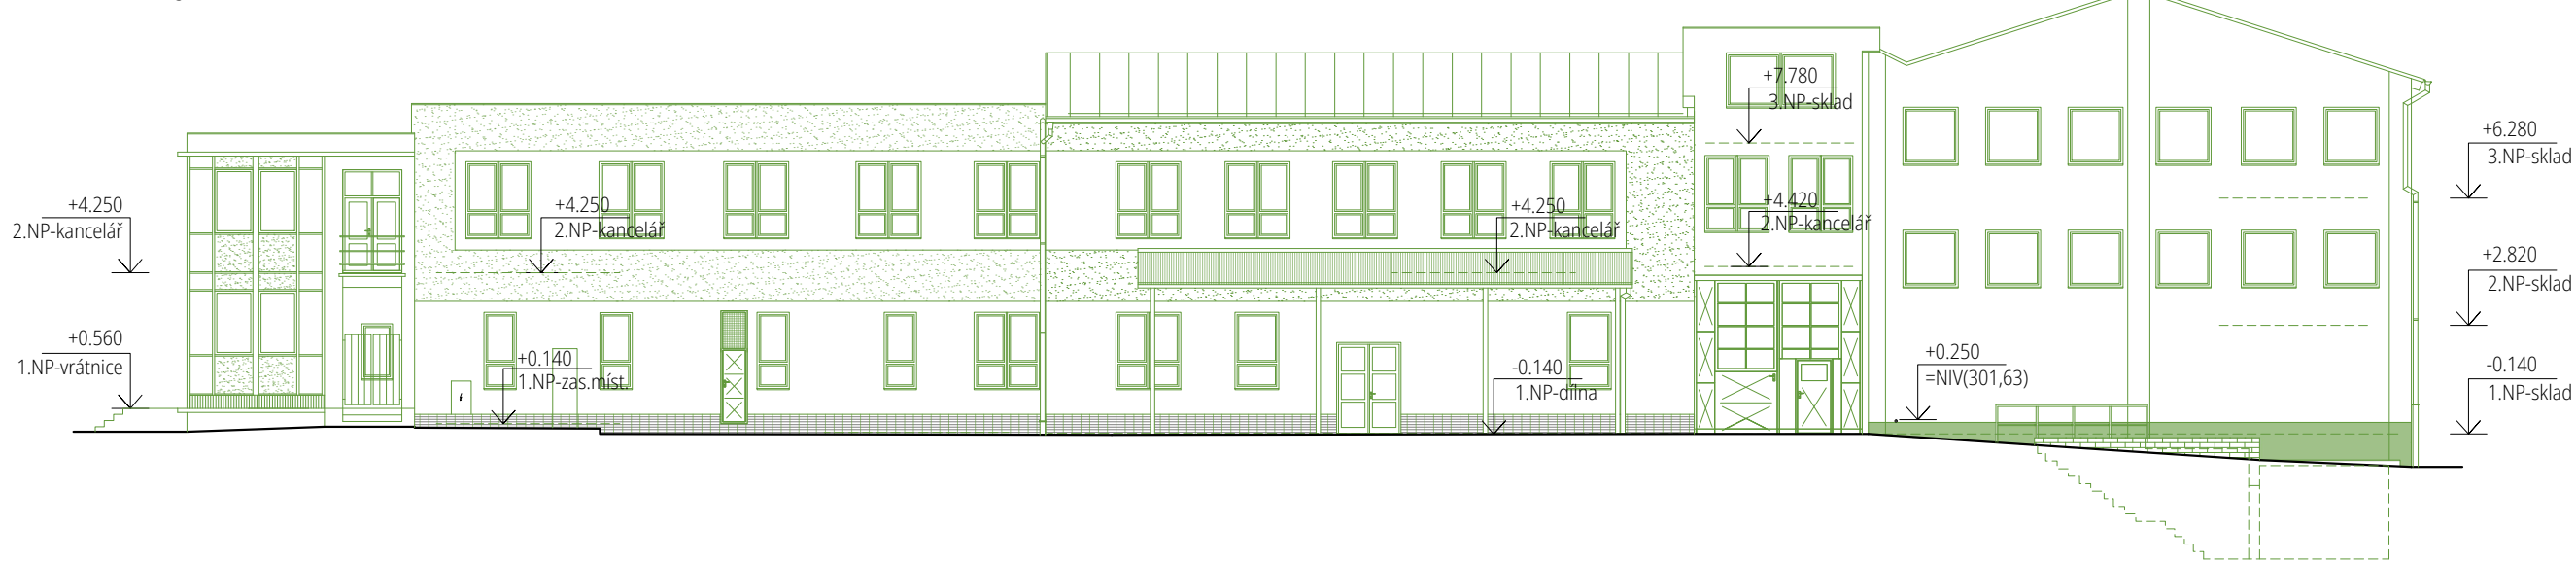 +7.780
3.NP-sklad
+6.280
3.NP-sklad
+4.250
2.NP-kancelář
+4.250
2.NP-kancelář
+4.250
2.NP-kancelář
+4.420
2.NP-kancelář
+2.820
2.NP-sklad
+0.560
1.NP-vrátnice
+0.140
1.NP-zas.míst.
-0.140
1.NP-dílna
+0.250
=NIV(301,63)
-0.140
1.NP-sklad